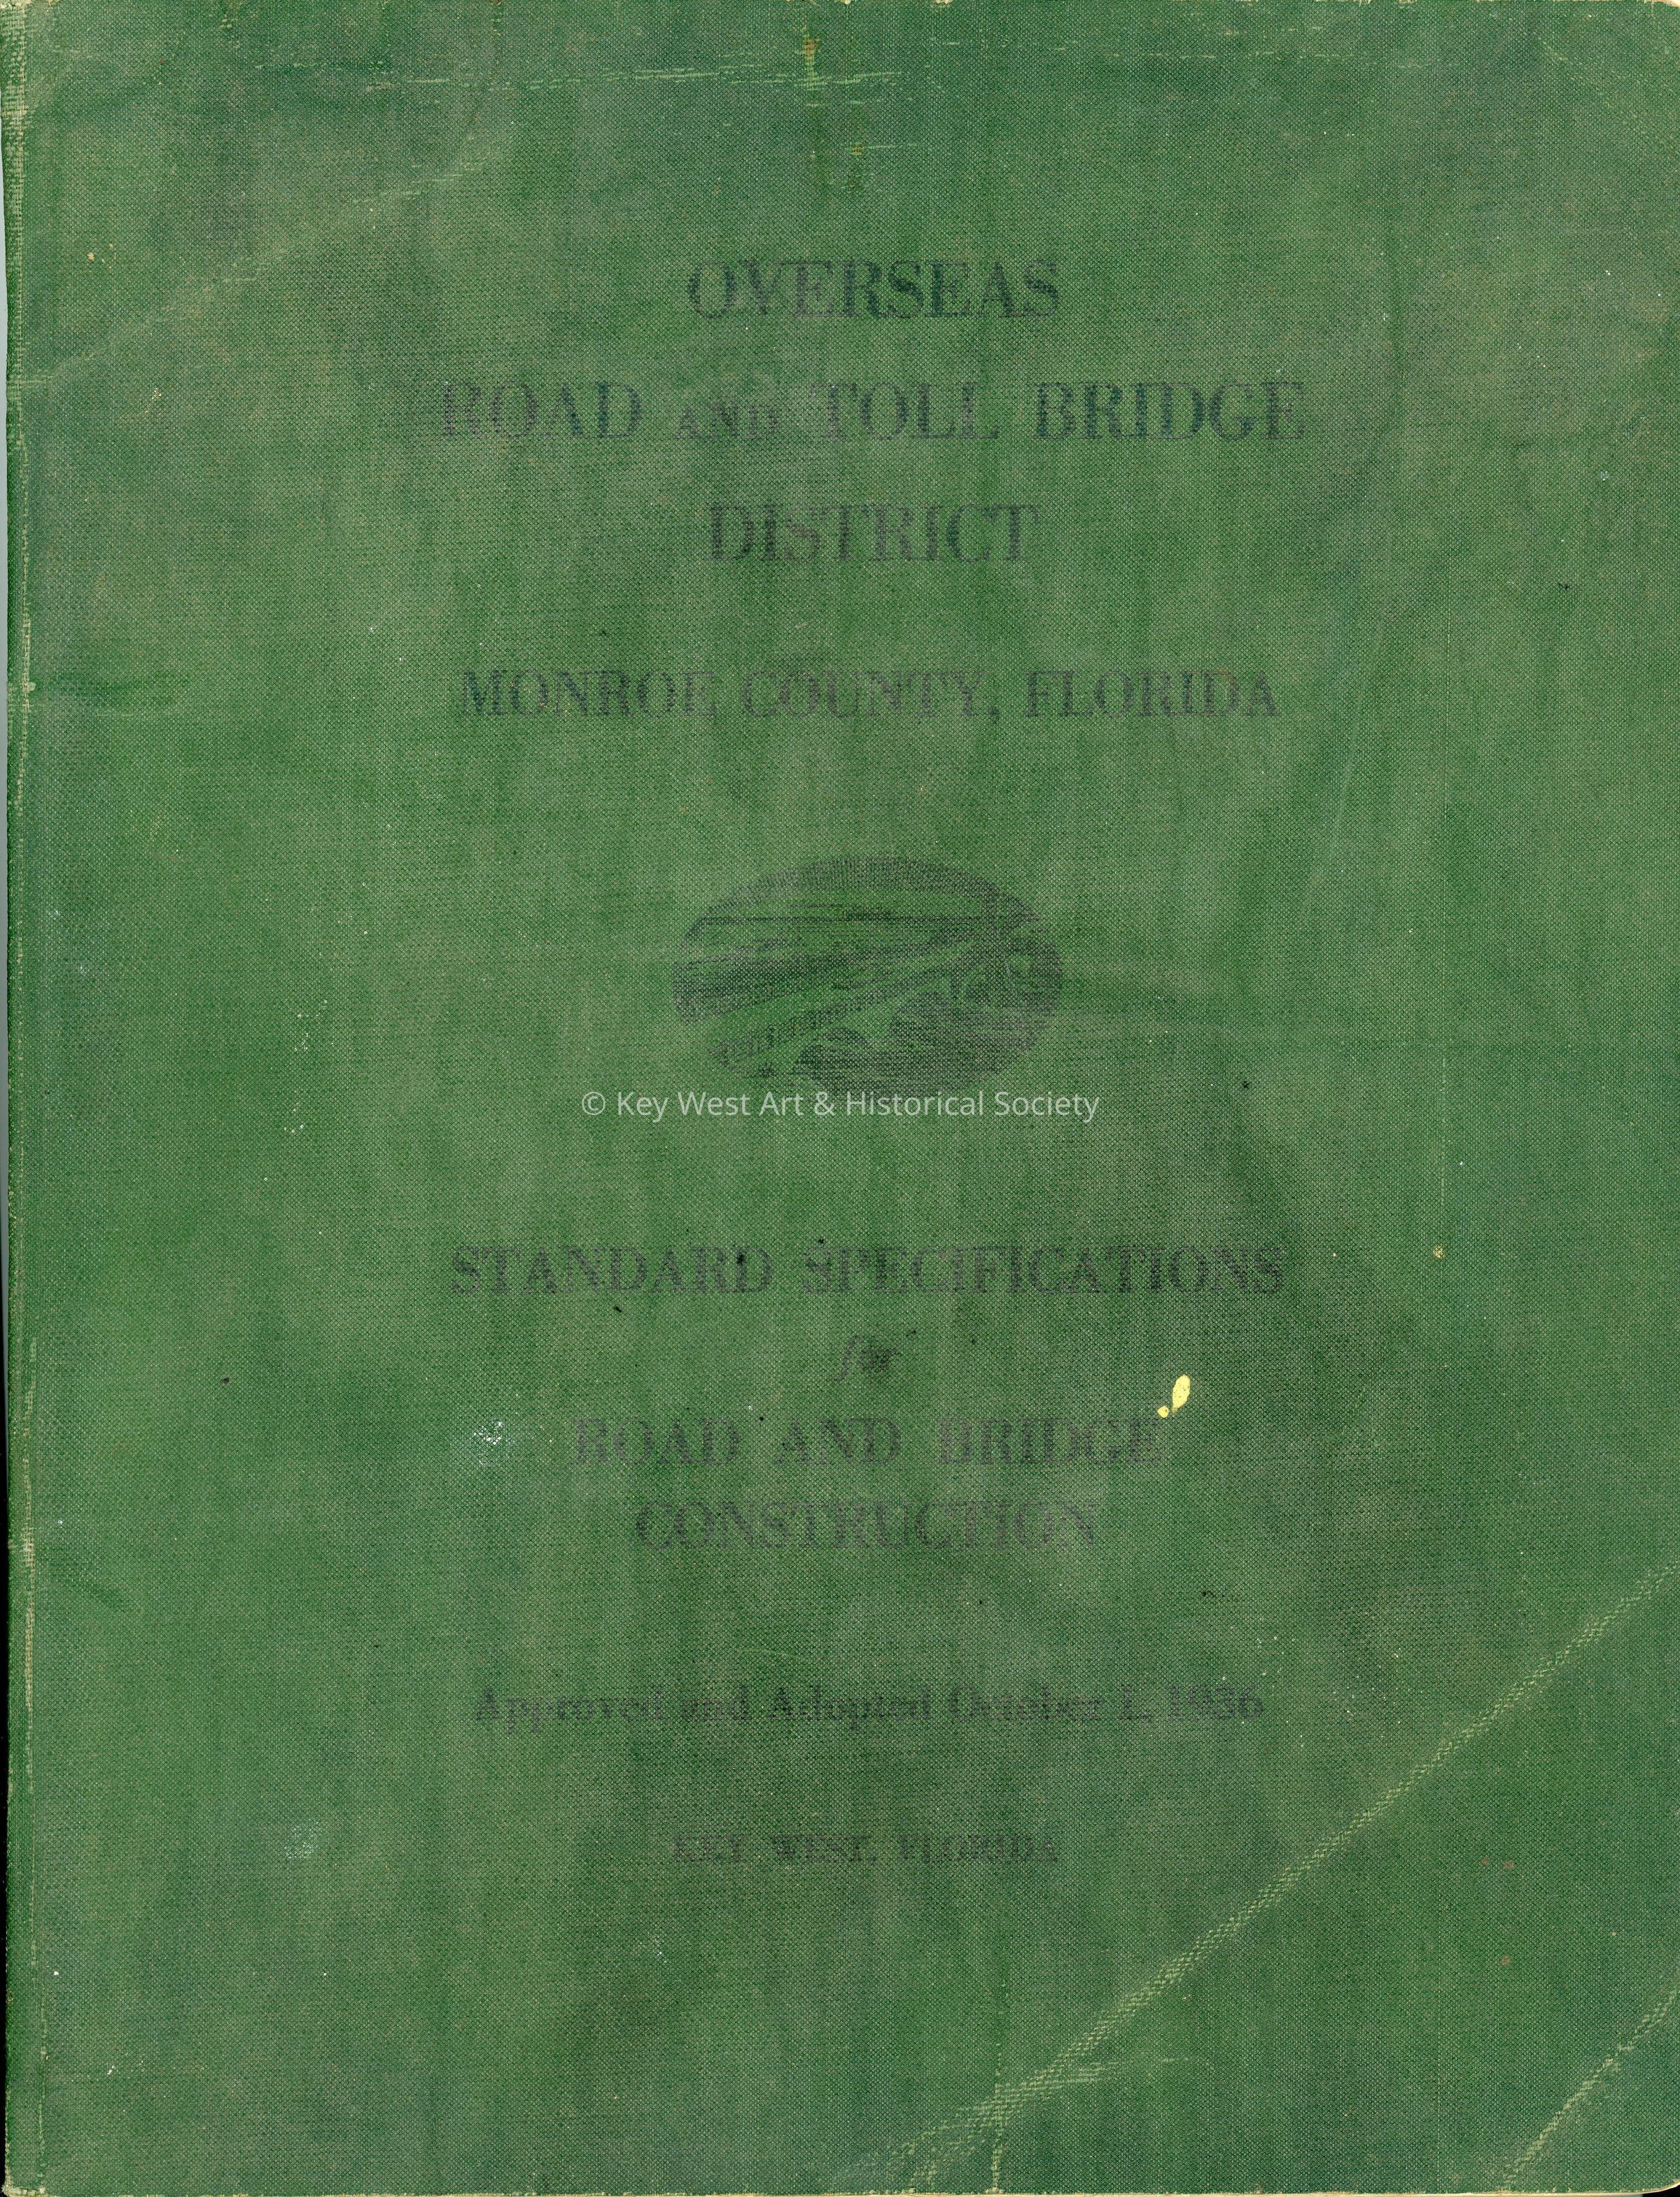 OVERSEAS
ROAD AND TOLL BRIDGE
DISTRICT
MONROE COUNTY, FLORIDA
© Key West Art & Historical Society
STANDARD SPECIFICATIONS
for
ROAD AND BRIDGE
CONSTRUCTION
Approved and Adopted October 1, 1936
KEY WEST, FLORIDA